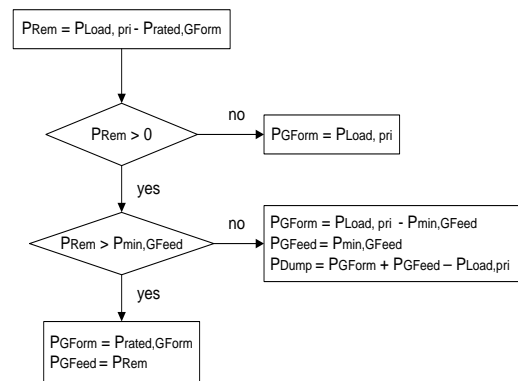 PRem = PLoad, pri - Prated,GForm
PRem > 0
no
PGForm = PLoad, pri
yes
PRem > Pmin,GFeed
no
PGForm = PLoad, pri - Pmin,GFeed
PGFeed = Pmin,GFeed
PDump = PGForm + PGFeed – PLoad,pri
yes
PGForm = Prated,GForm
PGFeed = PRem